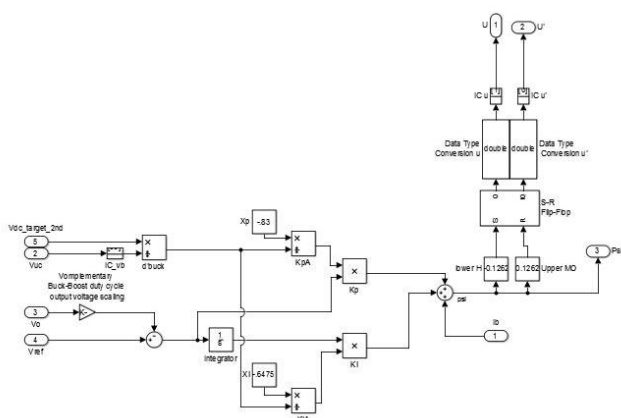 U
1
2
U'
IC u
IC u'
Data Type
Conversion u
double
double
Data Type
Conversion u'
S-R
Flip-Flop
S
R
lower H
-0.1262
0.1262
Upper MO
3
psi
Ib
1
Vdc_target_2nd
5
2
Vuc
IC_vb
×
÷
d'buck
Xp
-.83
×
÷
KpA
×
Kp
Vomplementary
Buck-Boost duty cycle
output voltage scaling
3
Vo
K-
4
Vref
1
Integrator
XI
-.6475
×
÷
×
KI